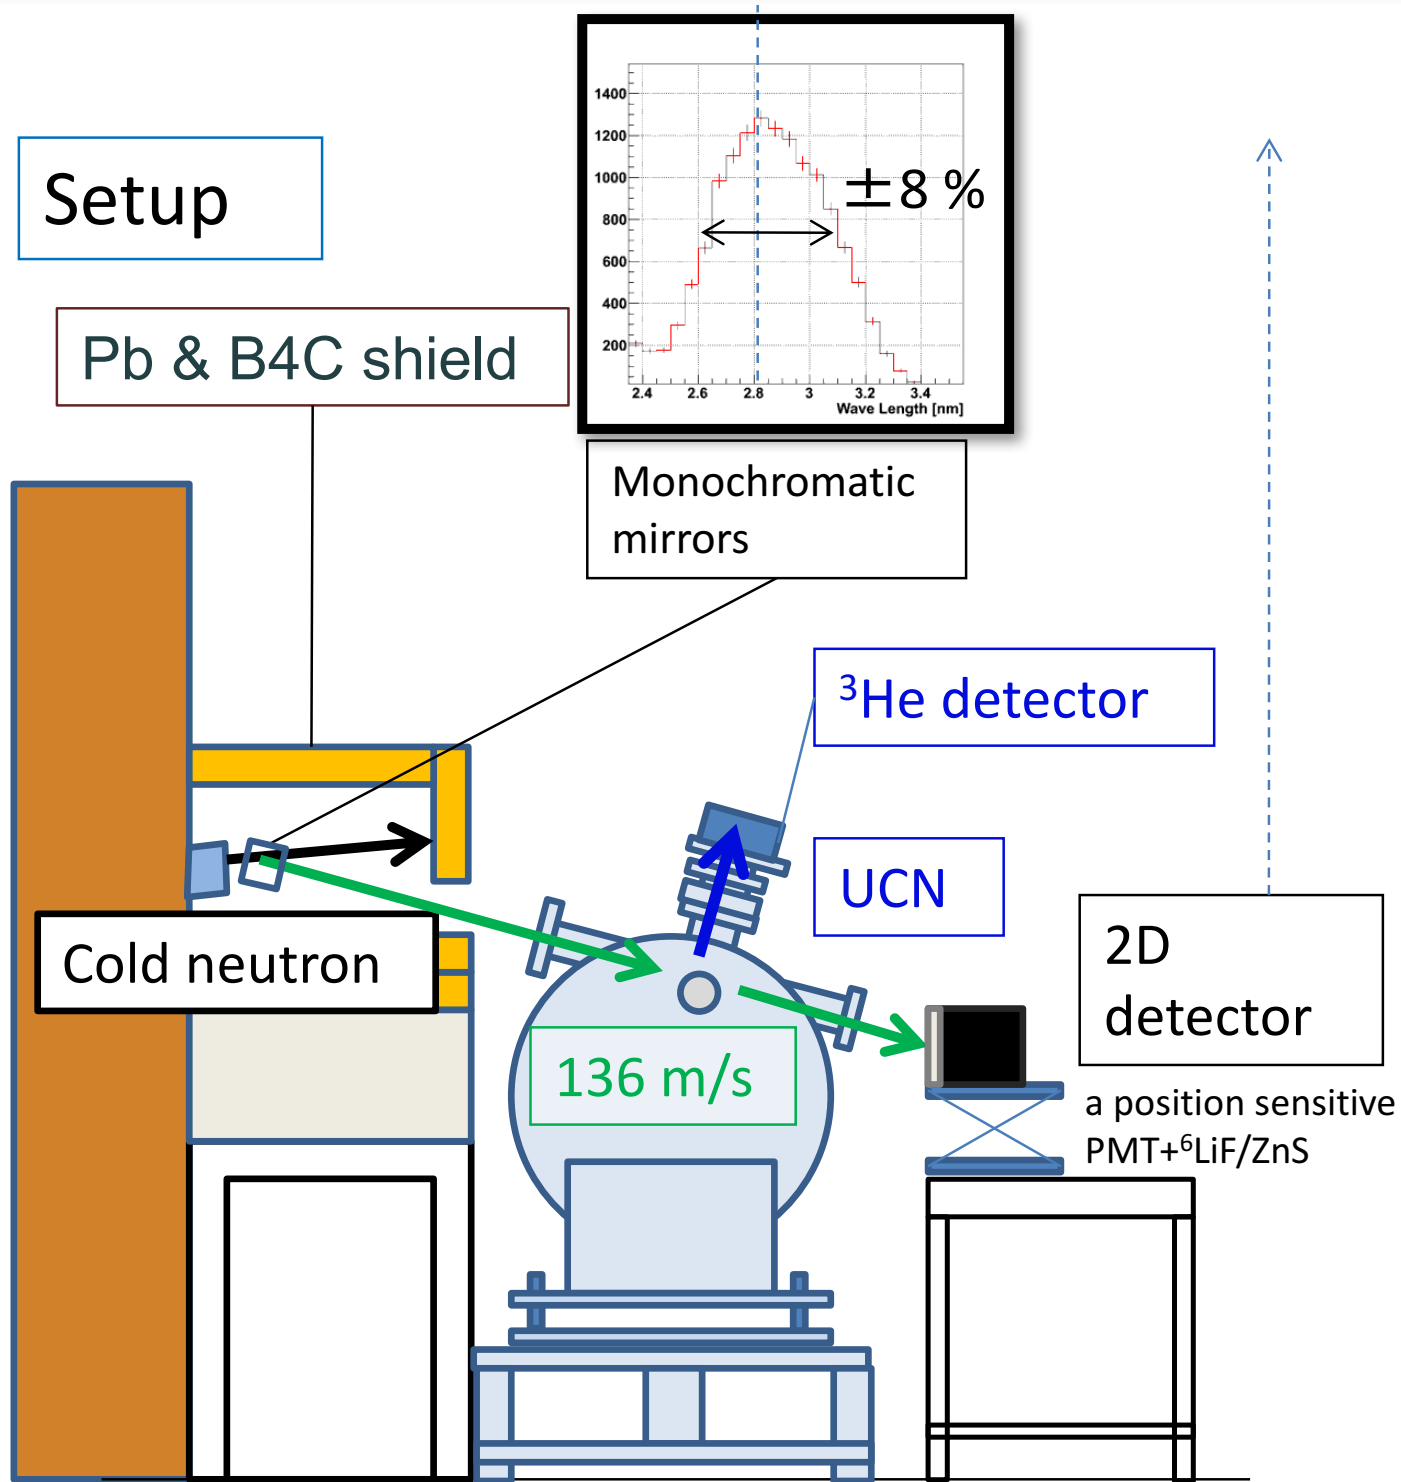 Setup
1400
1200
1000
800
600
400
200
2.4 2.6 2.8 3 3.2 3.4
Wave Length [nm]
±8 %
Pb & B4C shield
Monochromatic
mirrors
³He detector
UCN
Cold neutron
136 m/s
2D
detector
a position sensitive
PMT+⁶LiF/ZnS